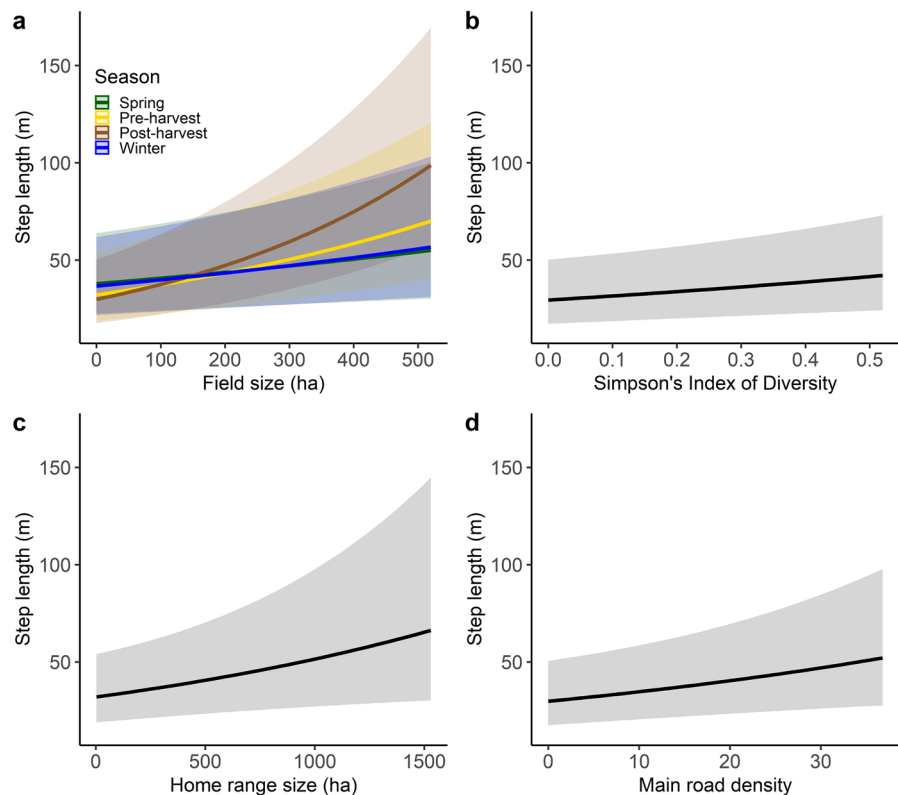 a
150
100
50
Step length (m)
Season
Spring
Pre-harvest
Post-harvest
Winter
0 100 200 300 400 500
Field size (ha)
b
150
100
50
Step length (m)
0.0 0.1 0.2 0.3 0.4 0.5
Simpson's Index of Diversity
c
150
100
50
Step length (m)
0 500 1000 1500
Home range size (ha)
d
150
100
50
Step length (m)
0 10 20 30
Main road density